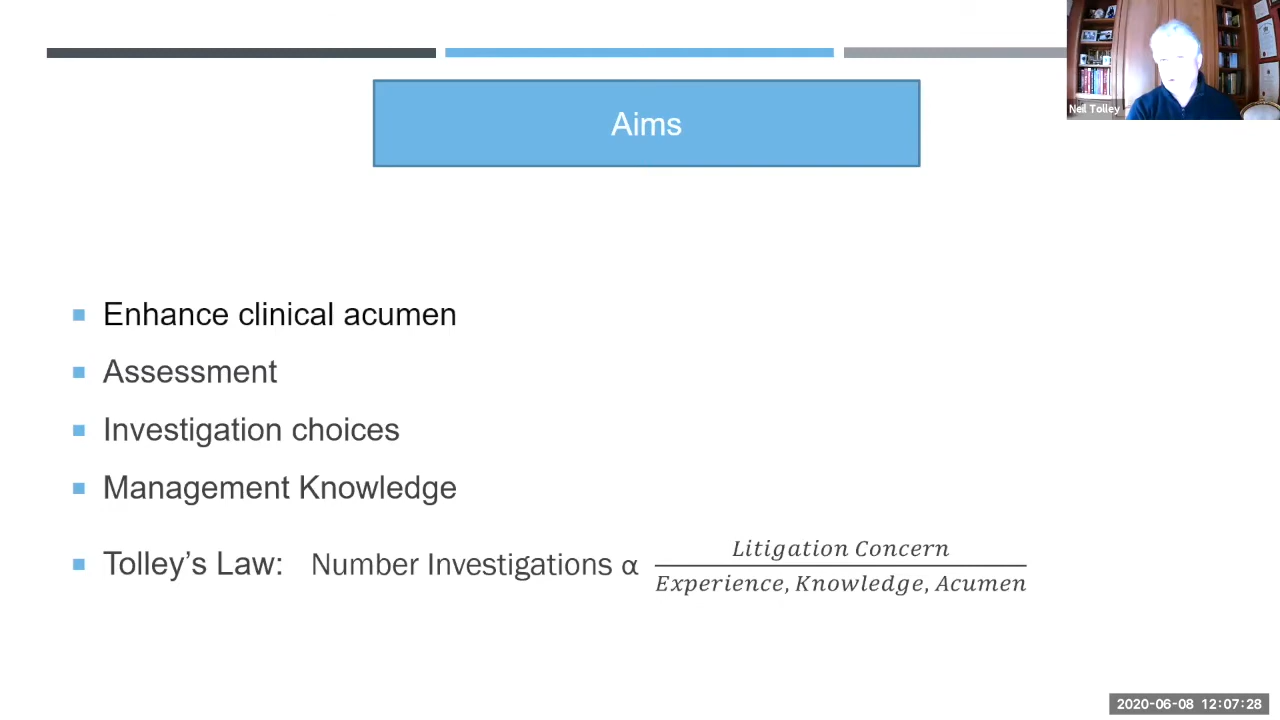 Aims
Neil Tolley
Enhance clinical acumen
Assessment
Investigation choices
Management Knowledge
Tolley’s Law: Number Investigations α Litigation Concern
Experience, Knowledge, Acumen
2020-06-08 12:07:28